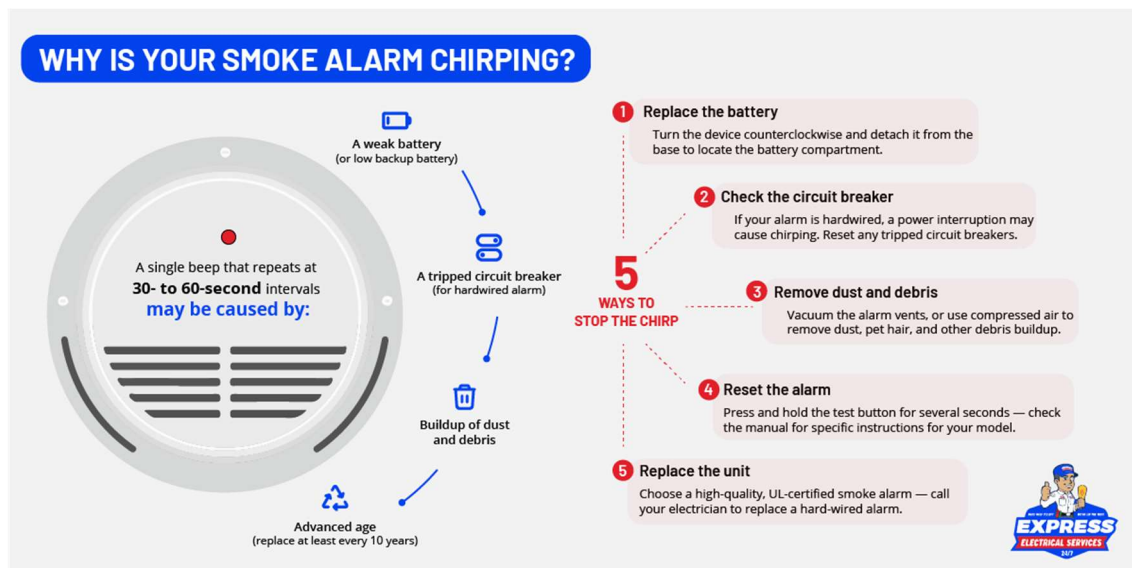 WHY IS YOUR SMOKE ALARM CHIRPING?
A single beep that repeats at
30- to 60-second intervals
may be caused by:
A weak battery
(or low backup battery)
A tripped circuit breaker
(for hardwired alarm)
Buildup of dust
and debris
Advanced age
(replace at least every 10 years)
5
WAYS TO
STOP THE CHIRP
1 Replace the battery
Turn the device counterclockwise and detach it from the
base to locate the battery compartment.
2 Check the circuit breaker
If your alarm is hardwired, a power interruption may
cause chirping. Reset any tripped circuit breakers.
3 Remove dust and debris
Vacuum the alarm vents, or use compressed air to
remove dust, pet hair, and other debris buildup.
4 Reset the alarm
Press and hold the test button for several seconds — check
the manual for specific instructions for your model.
5 Replace the unit
Choose a high-quality, UL-certified smoke alarm — call
your electrician to replace a hard-wired alarm.
EXPRESS
ELECTRICAL SERVICES
24/7